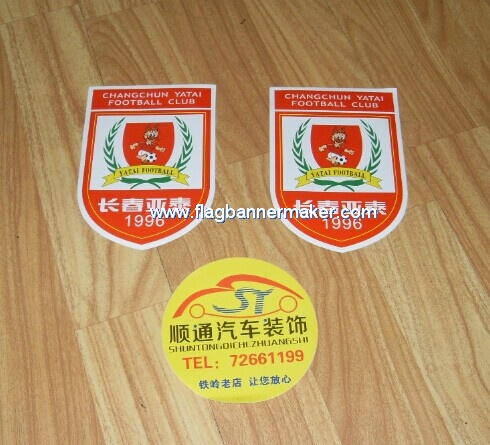 CHANGCHUN YATAI
FOOTBALL CLUB
YATAI FOOTBALL
长春亚泰
1996
CHANGCHUN YATAI
FOOTBALL CLUB
YATAI FOOTBALL
长春亚泰
1996
www.flagbannermaker.com
ST
顺通汽车装饰
SHUNTONGQICHEZHUANGSHI
TEL: 72661199
铁岭老店 让您放心